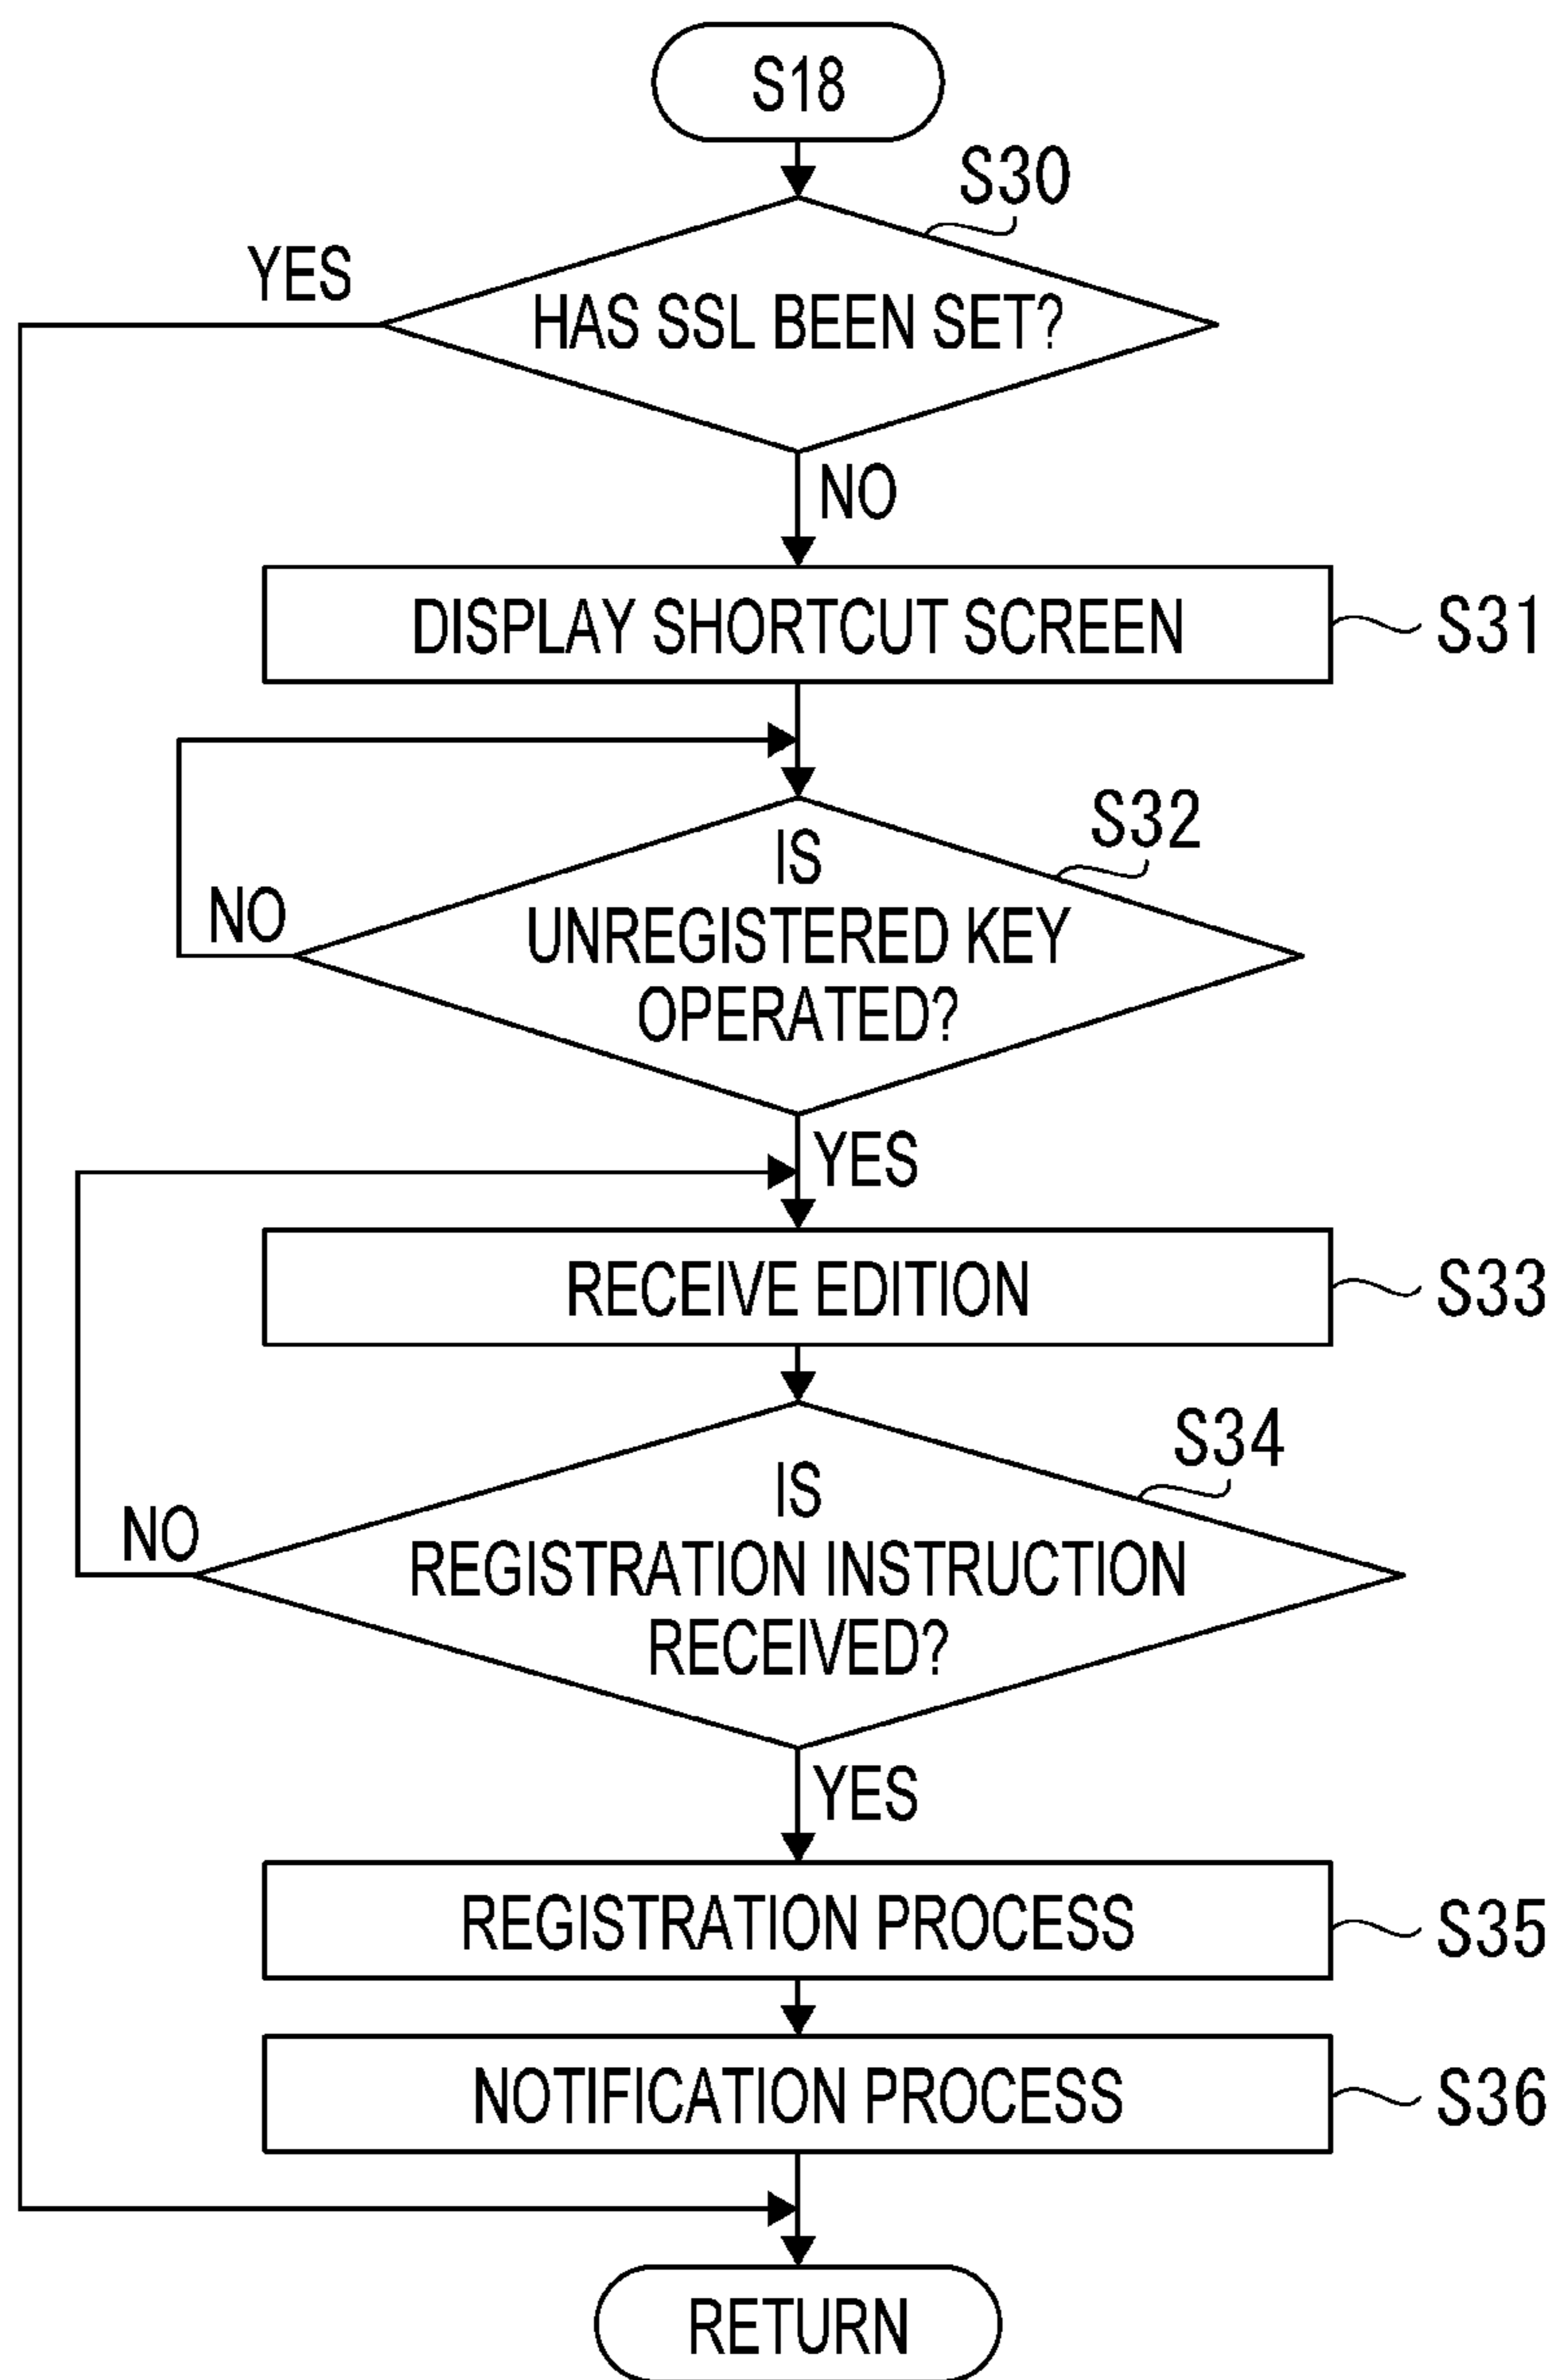 S18
S30
YES
HAS SSL BEEN SET?
NO
DISPLAY SHORTCUT SCREEN
S31
S32
IS
NO
UNREGISTERED KEY
OPERATED?
YES
RECEIVE EDITION
S33
S34
IS
NO
REGISTRATION INSTRUCTION
RECEIVED?
YES
REGISTRATION PROCESS
S35
NOTIFICATION PROCESS
S36
RETURN